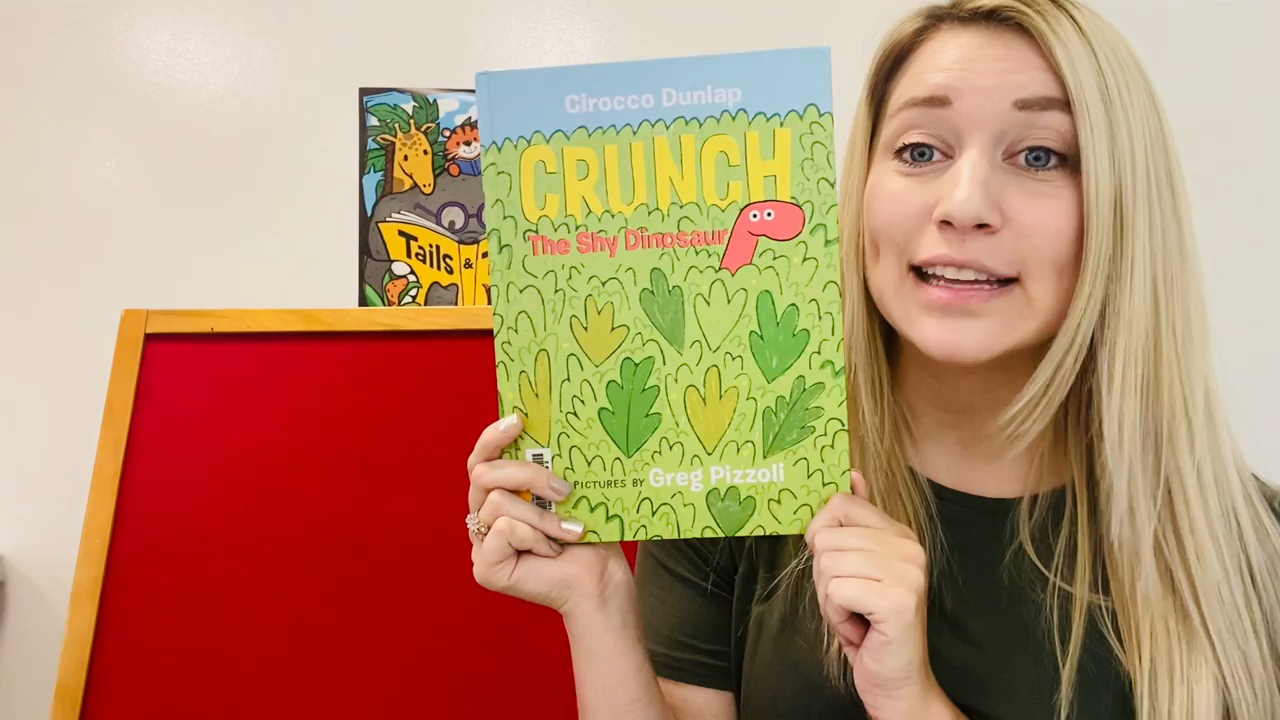 Cirocco Dunlap
CRUNCH
The Shy Dinosaur
PICTURES BY Greg Pizzoli
Tails &